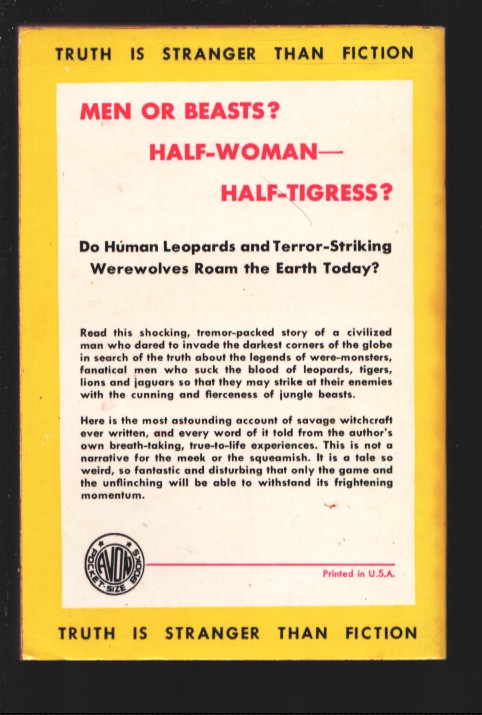 TRUTH IS STRANGER THAN FICTION
MEN OR BEASTS?
HALF-WOMAN—
HALF-TIGRESS?
Do Human Leopards and Terror-Striking
Werewolves Roam the Earth Today?
Read this shocking, tremor-packed story of a civilized
man who dared to invade the darkest corners of the globe
in search of the truth about the legends of were-monsters,
fanatical men who suck the blood of leopards, tigers,
lions and jaguars so that they may strike at their enemies
with the cunning and fierceness of jungle beasts.
Here is the most astounding account of savage witchcraft
ever written, and every word of it told from the author's
own breath-taking, true-to-life experiences. This is not a
narrative for the meek or the squeamish. It is a tale so
weird, so fantastic and disturbing that only the game and
the unflinching will be able to withstand its frightening
momentum.
AVON
POCKET-SIZE BOOKS
Printed in U.S.A.
TRUTH IS STRANGER THAN FICTION